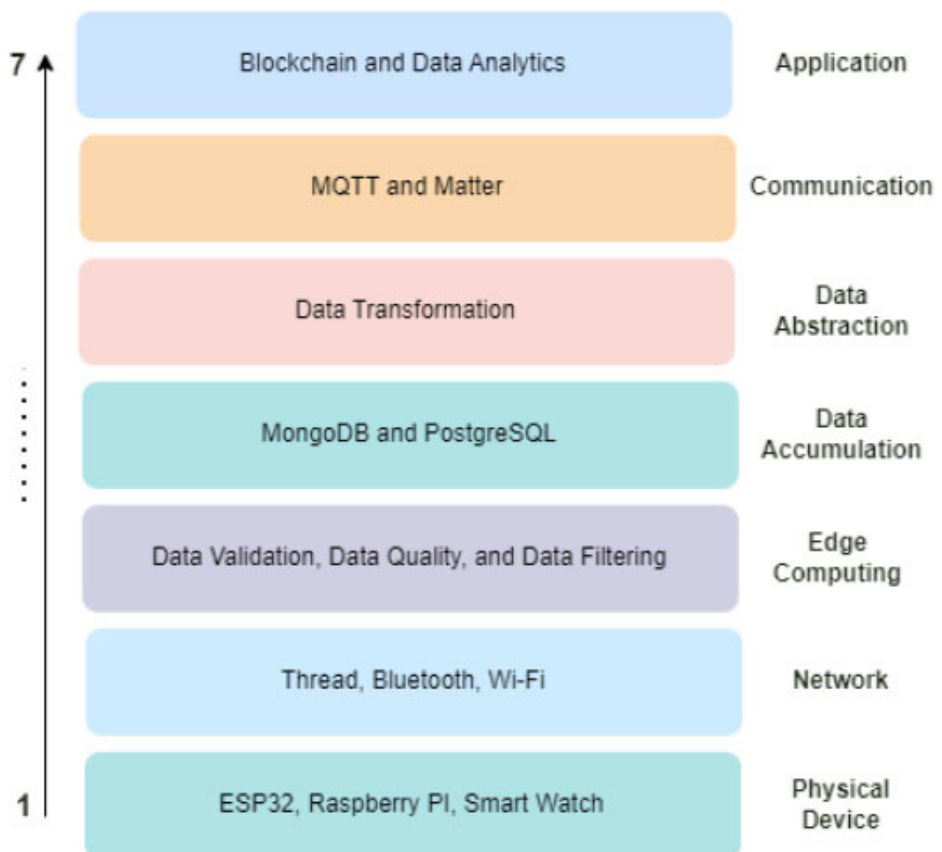 7
Blockchain and Data Analytics
Application
MQTT and Matter
Communication
Data Transformation
Data
Abstraction
MongoDB and PostgreSQL
Data
Accumulation
Data Validation, Data Quality, and Data Filtering
Edge
Computing
Thread, Bluetooth, Wi-Fi
Network
1
ESP32, Raspberry PI, Smart Watch
Physical
Device